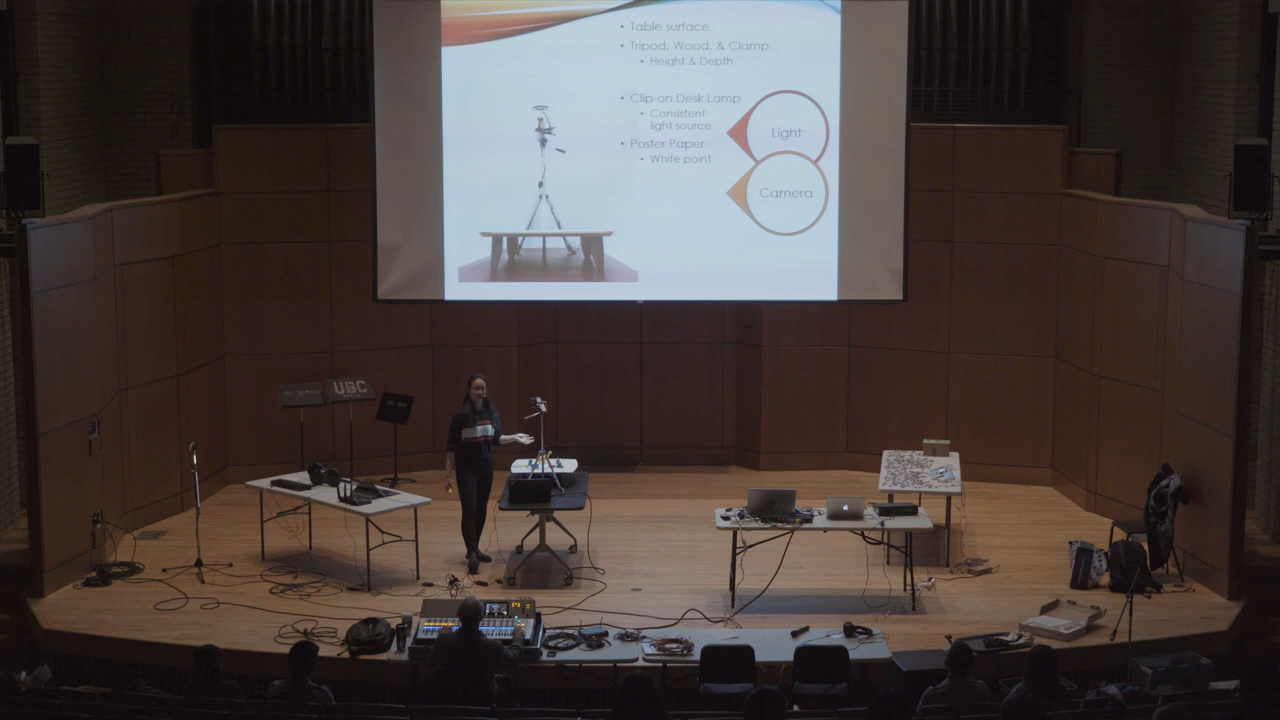 • Table surface
• Tripod, Wood, & Clamp
• Height & Depth
• Clip-on Desk Lamp
• Consistent
light source
• Poster Paper
• White point
Light
Camera
UBC